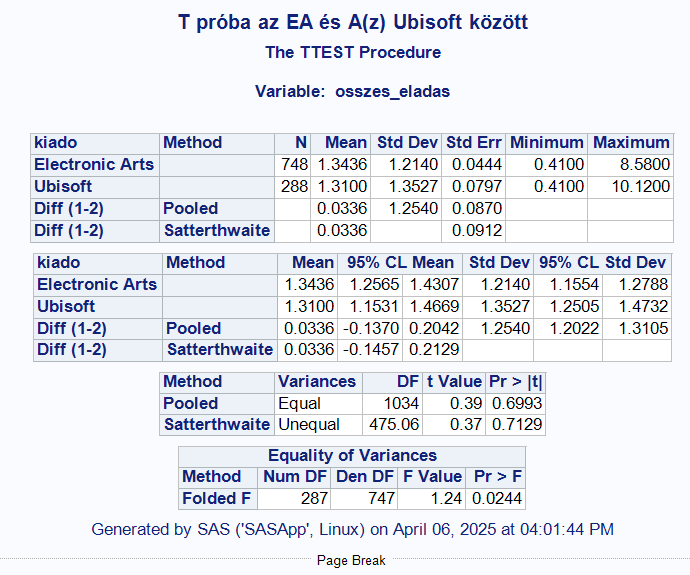 T próba az EA és A(z) Ubisoft között
The TTEST Procedure
Variable: osszes_eladas
kiado Method N Mean Std Dev Std Err Minimum Maximum
Electronic Arts 748 1.3436 1.2140 0.0444 0.4100 8.5800
Ubisoft 288 1.3100 1.3527 0.0797 0.4100 10.1200
Diff (1-2) Pooled 0.0336 1.2540 0.0870
Diff (1-2) Satterthwaite 0.0336 0.0912
kiado Method Mean 95% CL Mean Std Dev 95% CL Std Dev
Electronic Arts 1.3436 1.2565 1.4307 1.2140 1.1554 1.2788
Ubisoft 1.3100 1.1531 1.4669 1.3527 1.2505 1.4732
Diff (1-2) Pooled 0.0336 -0.1370 0.2042 1.2540 1.2022 1.3105
Diff (1-2) Satterthwaite 0.0336 -0.1457 0.2129
Method Variances DF t Value Pr > |t|
Pooled Equal 1034 0.39 0.6993
Satterthwaite Unequal 475.06 0.37 0.7129
Equality of Variances
Method Num DF Den DF F Value Pr > F
Folded F 287 747 1.24 0.0244
Generated by SAS ('SASApp', Linux) on April 06, 2025 at 04:01:44 PM
Page Break